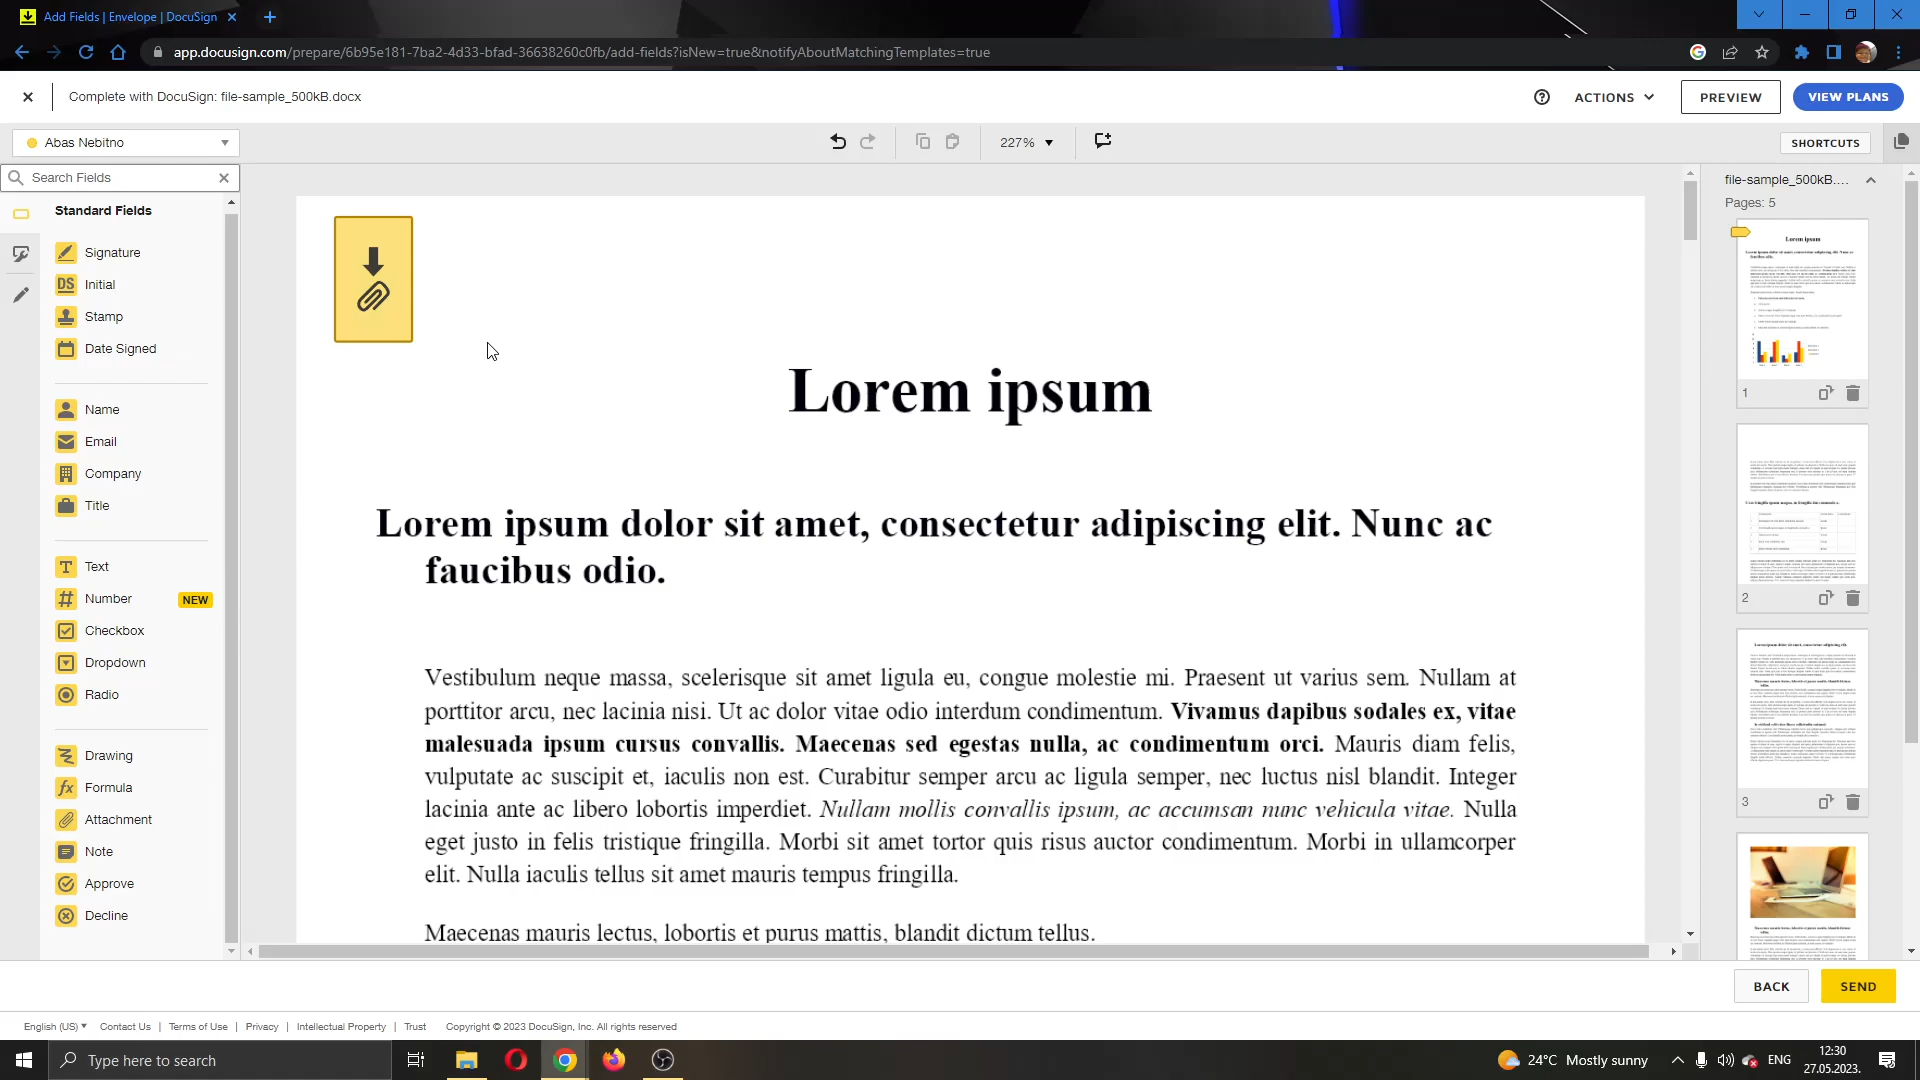 Add Fields | Envelope | DocuSign
app.docusign.com/prepare/6b95e181-7ba2-4d33-bfad-36638260c0fb/add-fields?isNew=true&notifyAboutMatchingTemplates=true
Complete with DocuSign: file-sample_500kB.docx
ACTIONS
PREVIEW
VIEW PLANS
Abas Nebitno
227%
SHORTCUTS
Search Fields
Standard Fields
Signature
DS Initial
Stamp
Date Signed
Name
Email
Company
Title
T Text
Number NEW
Checkbox
Dropdown
Radio
Drawing
fx Formula
Attachment
Note
Approve
Decline
Lorem ipsum
Lorem ipsum dolor sit amet, consectetur adipiscing elit. Nunc ac
faucibus odio.
Vestibulum neque massa, scelerisque sit amet ligula eu, congue molestie mi. Praesent ut varius sem. Nullam at
porttitor arcu, nec lacinia nisi. Ut ac dolor vitae odio interdum condimentum. Vivamus dapibus sodales ex, vitae
malesuada ipsum cursus convallis. Maecenas sed egestas nulla, ac condimentum orci. Mauris diam felis,
vulputate ac suscipit et, iaculis non est. Curabitur semper arcu ac ligula semper, nec luctus nisl blandit. Integer
lacinia ante ac libero lobortis imperdiet. Nullam mollis convallis ipsum, ac accumsan nunc vehicula vitae. Nulla
eget justo in felis tristique fringilla. Morbi sit amet tortor quis risus auctor condimentum. Morbi in ullamcorper
elit. Nulla iaculis tellus sit amet mauris tempus fringilla.
Maecenas mauris lectus, lobortis et purus mattis, blandit dictum tellus.
file-sample_500kB....
Pages: 5
Lorem ipsum
1
2
3
BACK
SEND
English (US)
Contact Us | Terms of Use | Privacy | Intellectual Property | Trust
Copyright © 2023 DocuSign, Inc. All rights reserved
Type here to search
24°C Mostly sunny
ENG
12:30
27.05.2023.